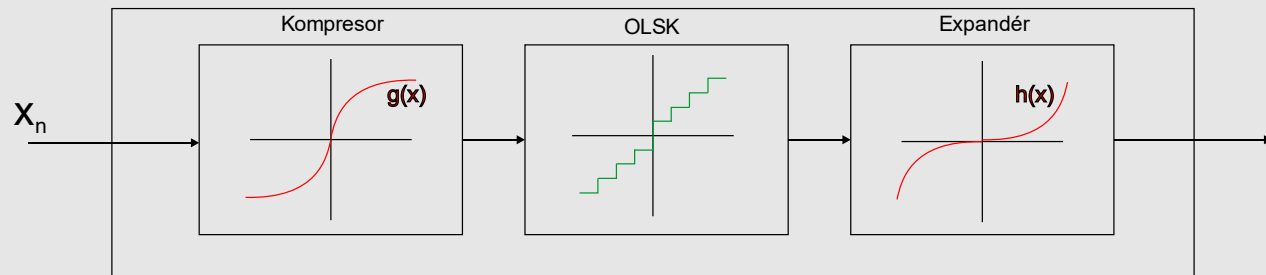 Kompresor
OLSK
Expandér
g(x)
h(x)
Xn